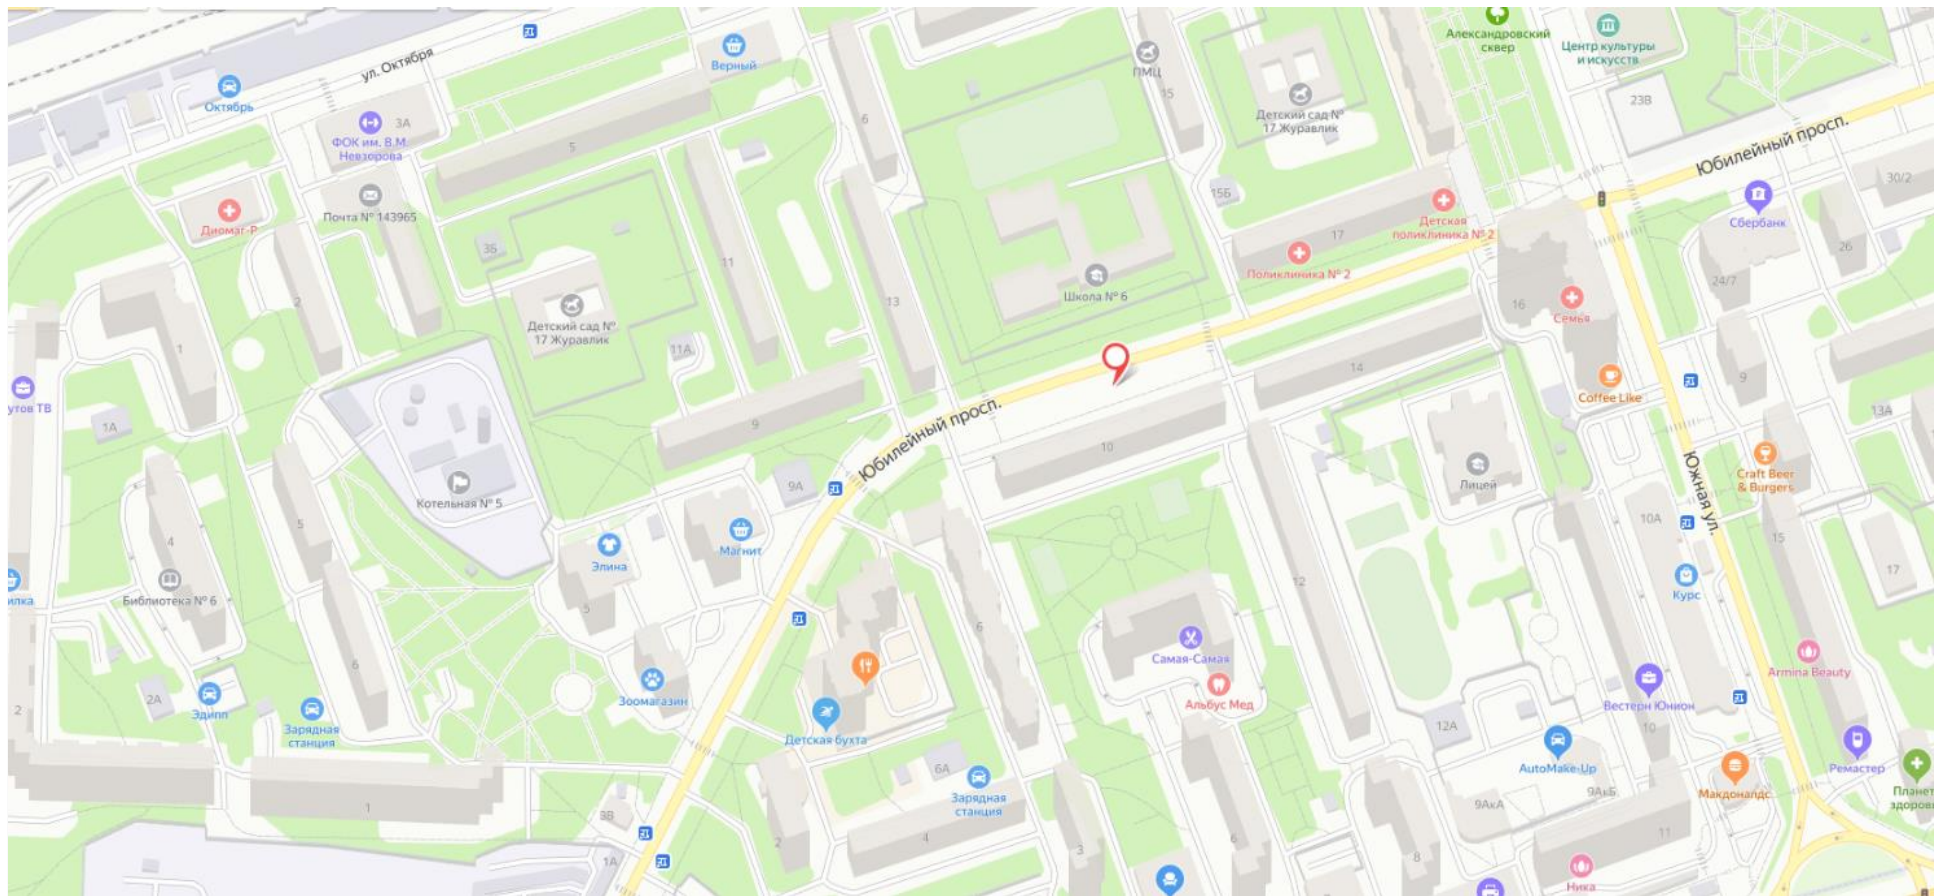 ул. Октября
Верный
Октябрь
3А
ФОК им. В.М.
Невзорова
5
6
ПМЦ
15
Детский сад №
17 Журавлик
Александровский
сквер
Центр культуры
и искусств
23В
Юбилейный просп.
30/2
Диомаг-Р
Почта № 143965
3Б
11
15Б
Детская
поликлиника № 2
17
Поликлиника № 2
Сбербанк
26
24/7
1
2
Детский сад №
17 Журавлик
11А
13
Школа № 6
16
Семья
14
9
Coffee Like
13А
утов ТВ
1А
9
Юбилейный просп.
10
Котельная № 5
9А
Лицей
Южная ул.
Craft Beer
& Burgers
4
5
Магнит
Элина
5
10А
15
17
илка
Библиотека № 6
6
12
Курс
6
Самая-Самая
Альбус Мед
Armina Beauty
2
2А
Эдипп
Зарядная
станция
Зоомагазин
Детская бухта
12А
Вестерн Юнион
10
AutoMake-Up
Ремастер
1
3В
1А
2
6А
4
Зарядная
станция
3
6
8
9АкА
9АкБ
11
Макдоналдс
Планет
здоров
Ника